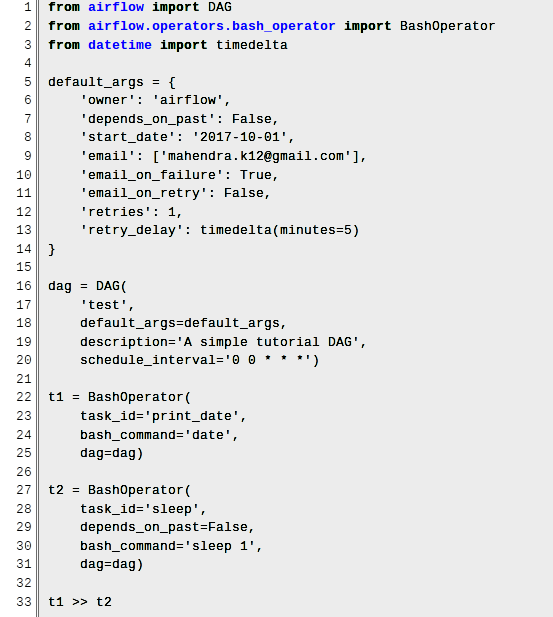 1 from airflow import DAG
2 from airflow.operators.bash_operator import BashOperator
3 from datetime import timedelta
4
5 default_args = {
6     'owner': 'airflow',
7     'depends_on_past': False,
8     'start_date': '2017-10-01',
9     'email': ['mahendra.k12@gmail.com'],
10     'email_on_failure': True,
11     'email_on_retry': False,
12     'retries': 1,
13     'retry_delay': timedelta(minutes=5)
14 }
15
16 dag = DAG(
17     'test',
18     default_args=default_args,
19     description='A simple tutorial DAG',
20     schedule_interval='0 0 * * *')
21
22 t1 = BashOperator(
23     task_id='print_date',
24     bash_command='date',
25     dag=dag)
26
27 t2 = BashOperator(
28     task_id='sleep',
29     depends_on_past=False,
30     bash_command='sleep 1',
31     dag=dag)
32
33 t1 >> t2